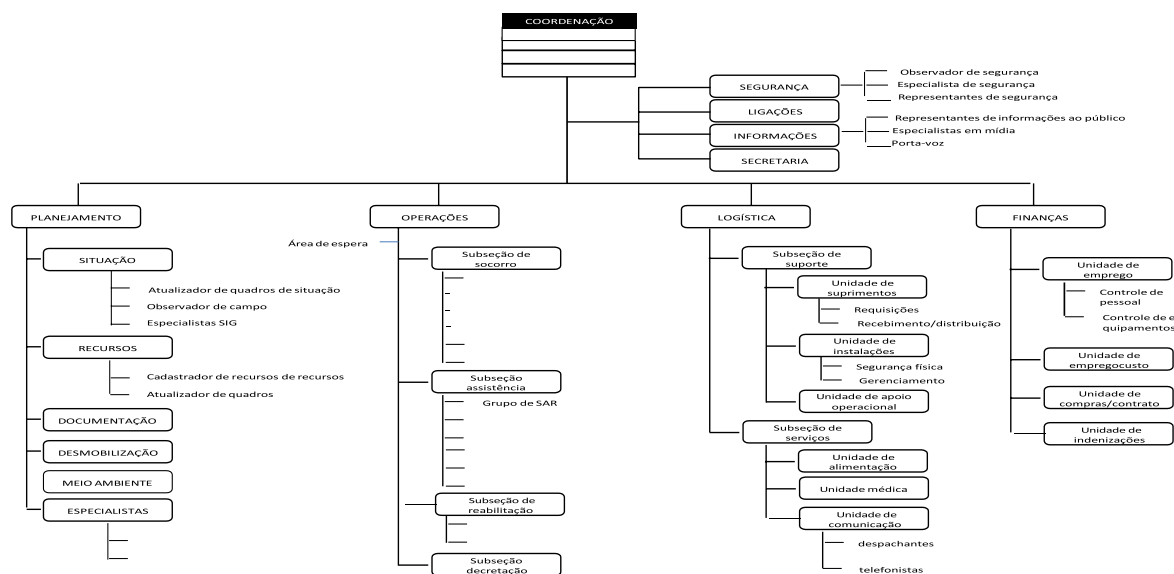 COORDENAÇÃO
SEGURANÇA
Observador de segurança
Especialista de segurança
Representantes de segurança
LIGAÇÕES
INFORMAÇÕES
Representantes de informações ao público
Especialistas em mídia
Porta-voz
SECRETARIA
PLANEJAMENTO
SITUAÇÃO
Atualizador de quadros de situação
Observador de campo
Especialistas SIG
RECURSOS
Cadastrador de recursos de recursos
Atualizador de quadros
DOCUMENTAÇÃO
DESMOBILIZAÇÃO
MEIO AMBIENTE
ESPECIALISTAS
OPERAÇÕES
Área de espera
Subseção de
socorro
Subseção
assistência
Grupo de SAR
Subseção de
reabilitação
Subseção
decretação
LOGÍSTICA
Subseção de
suporte
Unidade de
suprimentos
Requisições
Recebimento/distribuição
Unidade de
instalações
Segurança física
Gerenciamento
Unidade de apoio
operacional
Subseção de
serviços
Unidade de
alimentação
Unidade médica
Unidade de
comunicação
despachantes
telefonistas
FINANÇAS
Unidade de
emprego
Controle de
pessoal
Controle de e
quipamentos
Unidade de
empregocusto
Unidade de
compras/contrato
Unidade de
indenizações